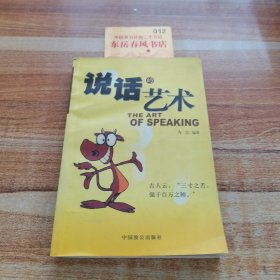 012
东岳春风书店
说话的艺术
THE ART
OF SPEAKING
编著
古人云：“三寸之舌，
强于百万之师。”
中国致公出版社